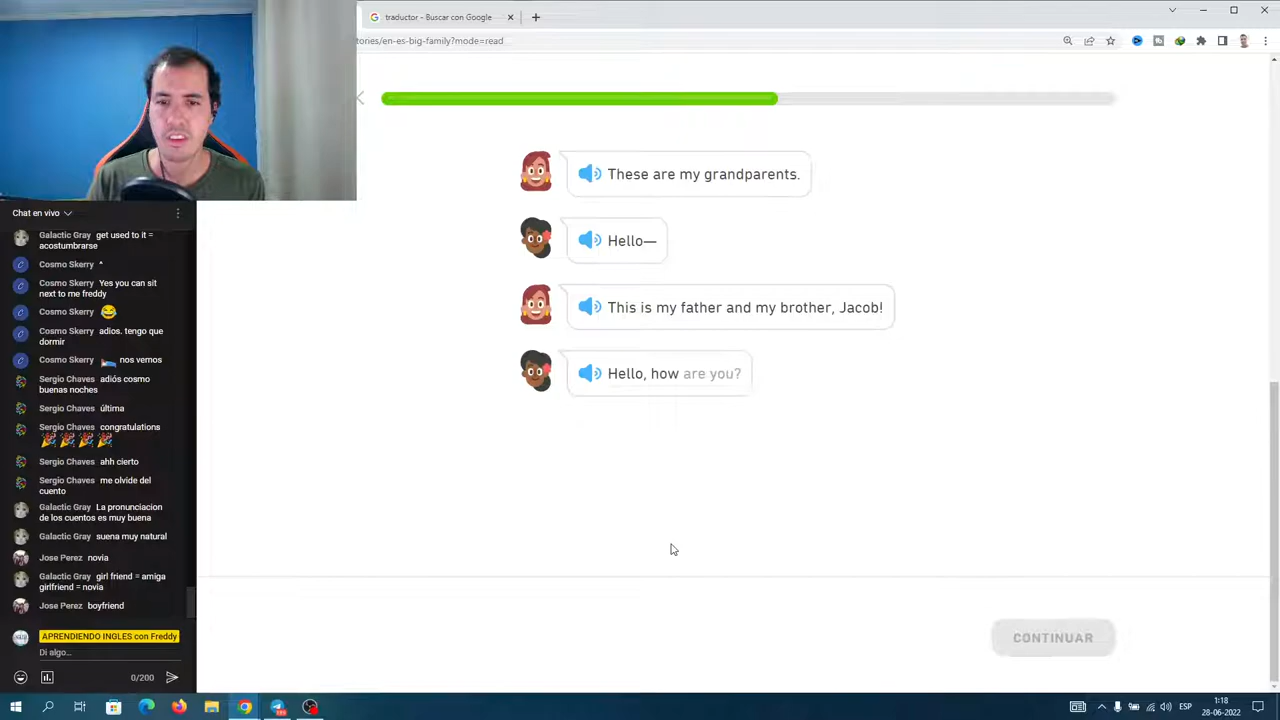 traductor - Buscar con Google
tories/en-es-big-family?mode=read
These are my grandparents.
Hello—
This is my father and my brother, Jacob!
Hello, how are you?
CONTINUAR
Chat en vivo
Galactic Gray get used to it =
acostumbrarse
Cosmo Skerry ^
Cosmo Skerry Yes you can sit
next to me freddy
Cosmo Skerry 😂
Cosmo Skerry adios. tengo que
dormir
Cosmo Skerry 🛌 nos vemos
Sergio Chaves adiós cosmo
buenas noches
Sergio Chaves última
Sergio Chaves congratulations
🎉🎉🎉🎉
Sergio Chaves ahh cierto
Sergio Chaves me olvide del
cuento
Galactic Gray La pronunciacion
de los cuentos es muy buena
Galactic Gray suena muy natural
Jose Perez novia
Galactic Gray girl friend = amiga
girlfriend = novia
Jose Perez boyfriend
APRENDIENDO INGLES con Freddy
Di algo...
0/200
ESP
1:18
28-06-2022